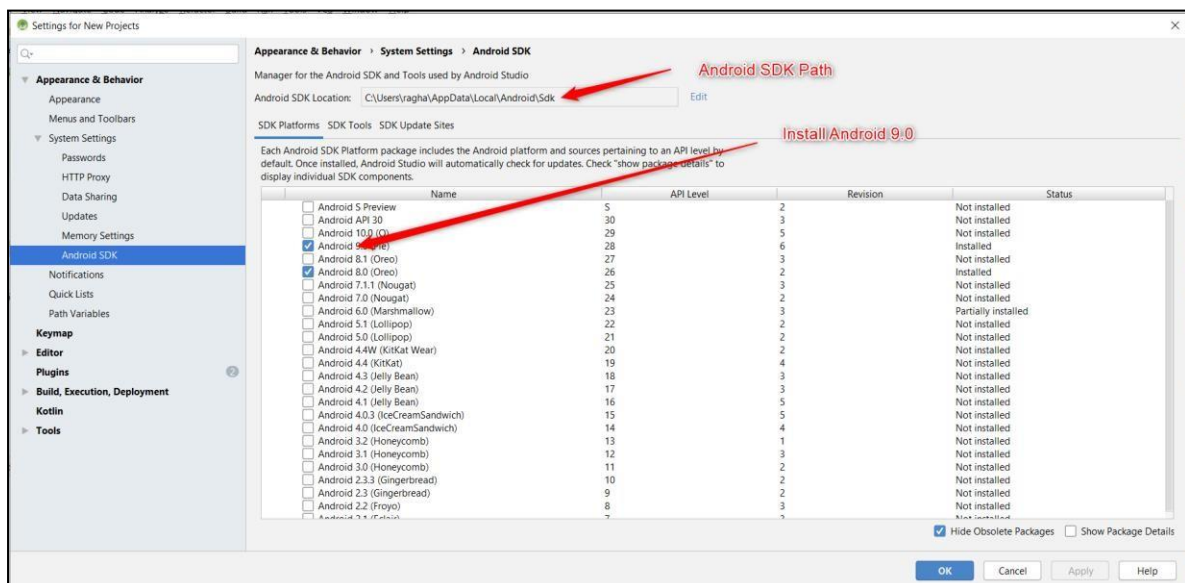 Settings for New Projects
Appearance & Behavior
Appearance
Menus and Toolbars
System Settings
Passwords
HTTP Proxy
Data Sharing
Updates
Memory Settings
Android SDK
Notifications
Quick Lists
Path Variables
Keymap
Editor
Plugins 2
Build, Execution, Deployment
Kotlin
Tools
Appearance & Behavior › System Settings › Android SDK
Manager for the Android SDK and Tools used by Android Studio
Android SDK Path
Android SDK Location: C:\Users\ragha\AppData\Local\Android\Sdk Edit
SDK Platforms SDK Tools SDK Update Sites
Install Android 9.0
Each Android SDK Platform package includes the Android platform and sources pertaining to an API level by
default. Once installed, Android Studio will automatically check for updates. Check "show package details" to
display individual SDK components.
Name API Level Revision Status
Android S Preview S 2 Not installed
Android API 30 30 3 Not installed
Android 10.0 (Q) 29 5 Not installed
Android 28 6 Installed
Android 8.1 (Oreo) 27 3 Not installed
Android 8.0 (Oreo) 26 2 Installed
Android 7.1.1 (Nougat) 25 3 Not installed
Android 7.0 (Nougat) 24 2 Not installed
Android 6.0 (Marshmallow) 23 3 Partially installed
Android 5.1 (Lollipop) 22 2 Not installed
Android 5.0 (Lollipop) 21 2 Not installed
Android 4.4W (KitKat Wear) 20 2 Not installed
Android 4.4 (KitKat) 19 4 Not installed
Android 4.3 (Jelly Bean) 18 3 Not installed
Android 4.2 (Jelly Bean) 17 3 Not installed
Android 4.1 (Jelly Bean) 16 5 Not installed
Android 4.0.3 (IceCreamSandwich) 15 5 Not installed
Android 4.0 (IceCreamSandwich) 14 4 Not installed
Android 3.2 (Honeycomb) 13 1 Not installed
Android 3.1 (Honeycomb) 12 3 Not installed
Android 3.0 (Honeycomb) 11 2 Not installed
Android 2.3.3 (Gingerbread) 10 2 Not installed
Android 2.3 (Gingerbread) 9 2 Not installed
Android 2.2 (Froyo) 8 3 Not installed
Hide Obsolete Packages Show Package Details
OK Cancel Apply Help